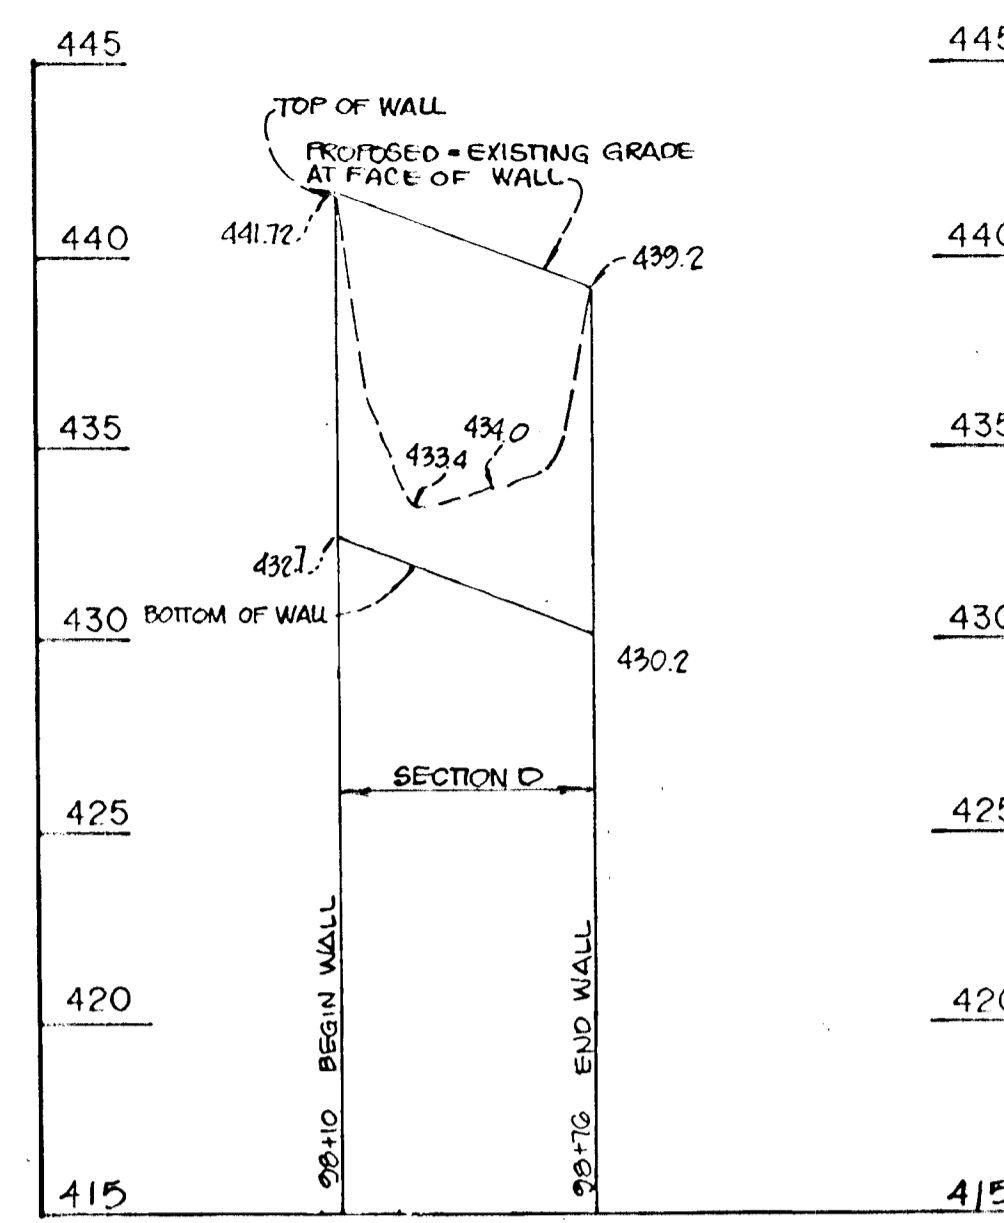 445
445
TOP OF WALL
PROPOSED = EXISTING GRADE
AT FACE OF WALL
441.72
440
439.2
440
435
434.0
433.4
435
432.7
BOTTOM OF WALL
430
430.2
430
SECTION D
425
425
98+10 BEGIN WALL
98+76 END WALL
420
420
415
415